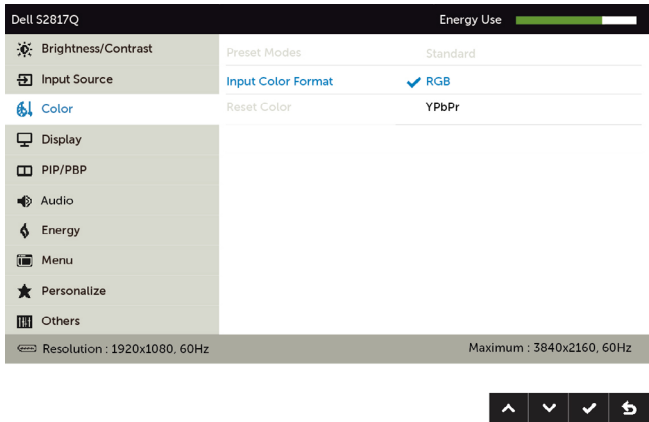 Dell S2817Q Energy Use
Brightness/Contrast
Preset Modes Standard
Input Source
Input Color Format RGB
Color
Reset Color YPbPr
Display
PIP/PBP
Audio
Energy
Menu
Personalize
Others
Resolution : 1920x1080, 60Hz Maximum : 3840x2160, 60Hz